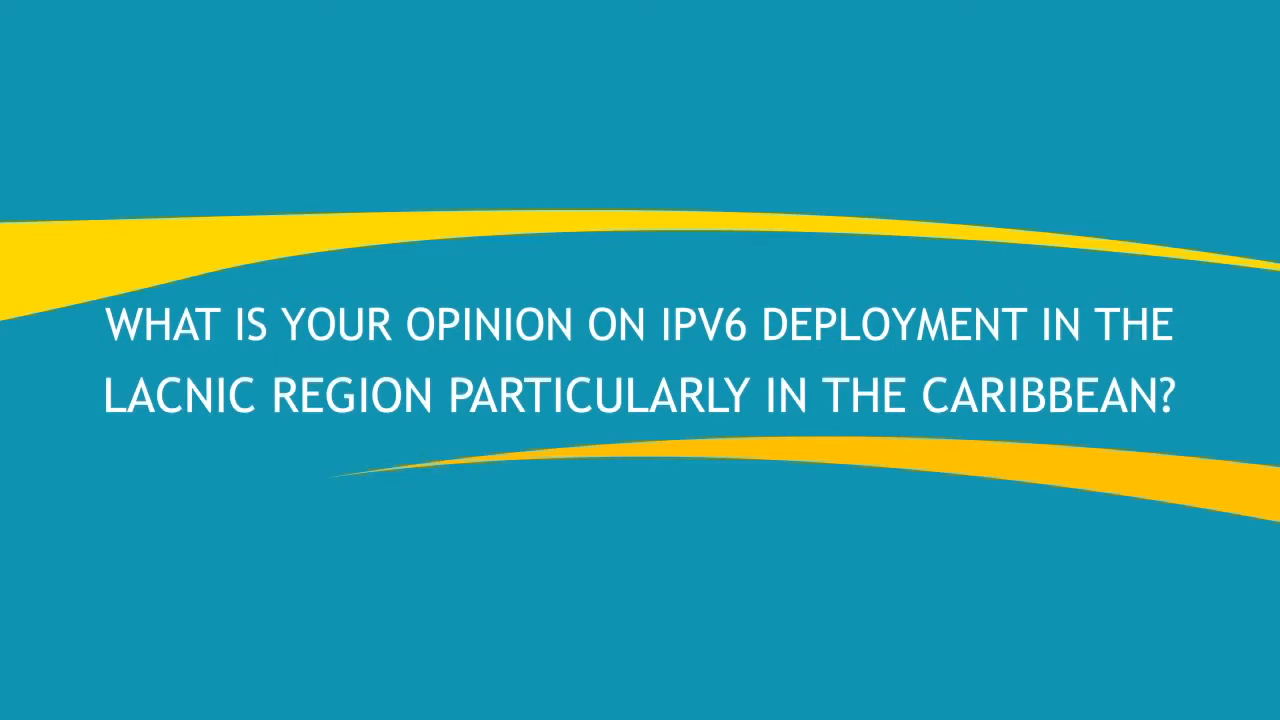 WHAT IS YOUR OPINION ON IPV6 DEPLOYMENT IN THE
LACNIC REGION PARTICULARLY IN THE CARIBBEAN?